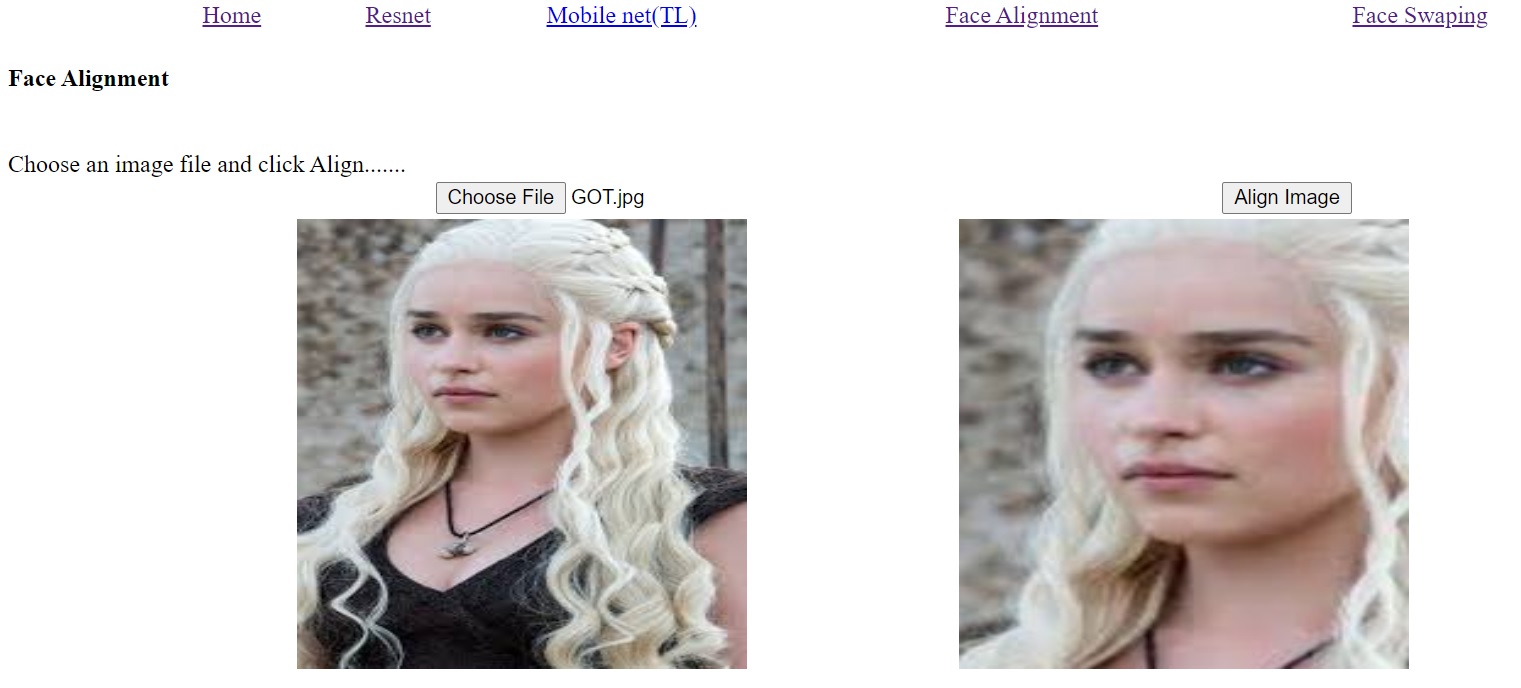 Home Resnet Mobile net(TL) Face Alignment Face Swaping
Face Alignment
Choose an image file and click Align.......
Choose File GOT.jpg Align Image